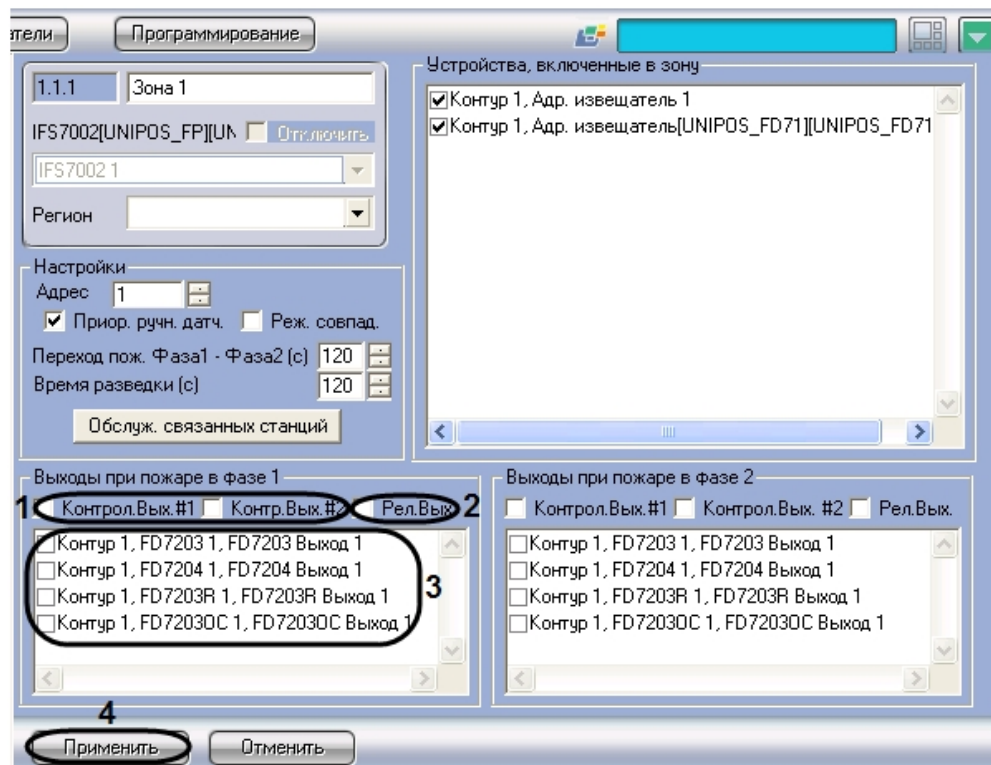 атели
Программирование
1.1.1 Зона 1
IFS7002[UNIPOS_FP][UN Отключить
IFS7002 1
Регион
Устройства, включенные в зону
Контур 1, Адр. извещатель 1
Контур 1, Адр. извещатель[UNIPOS_FD71][UNIPOS_FD71
Настройки
Адрес 1
Приор. ручн. датч. Реж. совпад.
Переход пож. Фаза1 - Фаза2 (с) 120
Время разведки (с) 120
Обслуж. связанных станций
Выходы при пожаре в фазе 1
1 Контрол.Вых.#1 Контр.Вых.#2 Рел.Вых 2
Контур 1, FD7203 1, FD7203 Выход 1
Контур 1, FD7204 1, FD7204 Выход 1
Контур 1, FD7203R 1, FD7203R Выход 1
Контур 1, FD7203OC 1, FD7203OC Выход 1
3
Выходы при пожаре в фазе 2
Контрол.Вых.#1 Контрол.Вых. #2 Рел.Вых.
Контур 1, FD7203 1, FD7203 Выход 1
Контур 1, FD7204 1, FD7204 Выход 1
Контур 1, FD7203R 1, FD7203R Выход 1
Контур 1, FD7203OC 1, FD7203OC Выход 1
4
Применить Отменить